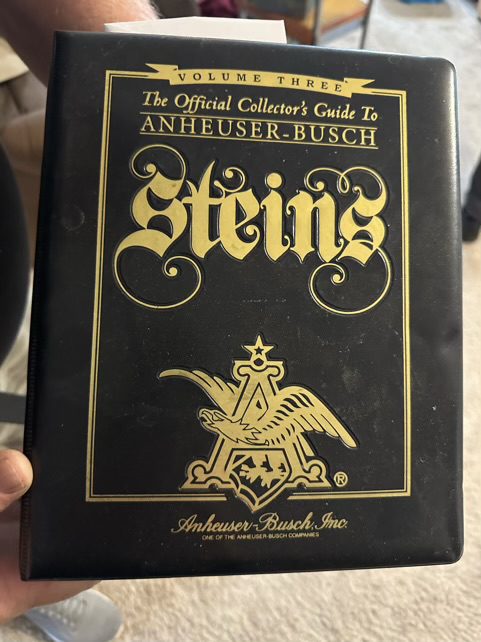 VOLUME THREE
The Official Collector's Guide To
ANHEUSER-BUSCH
Steins
A
®
Anheuser-Busch, Inc.
ONE OF THE ANHEUSER-BUSCH COMPANIES